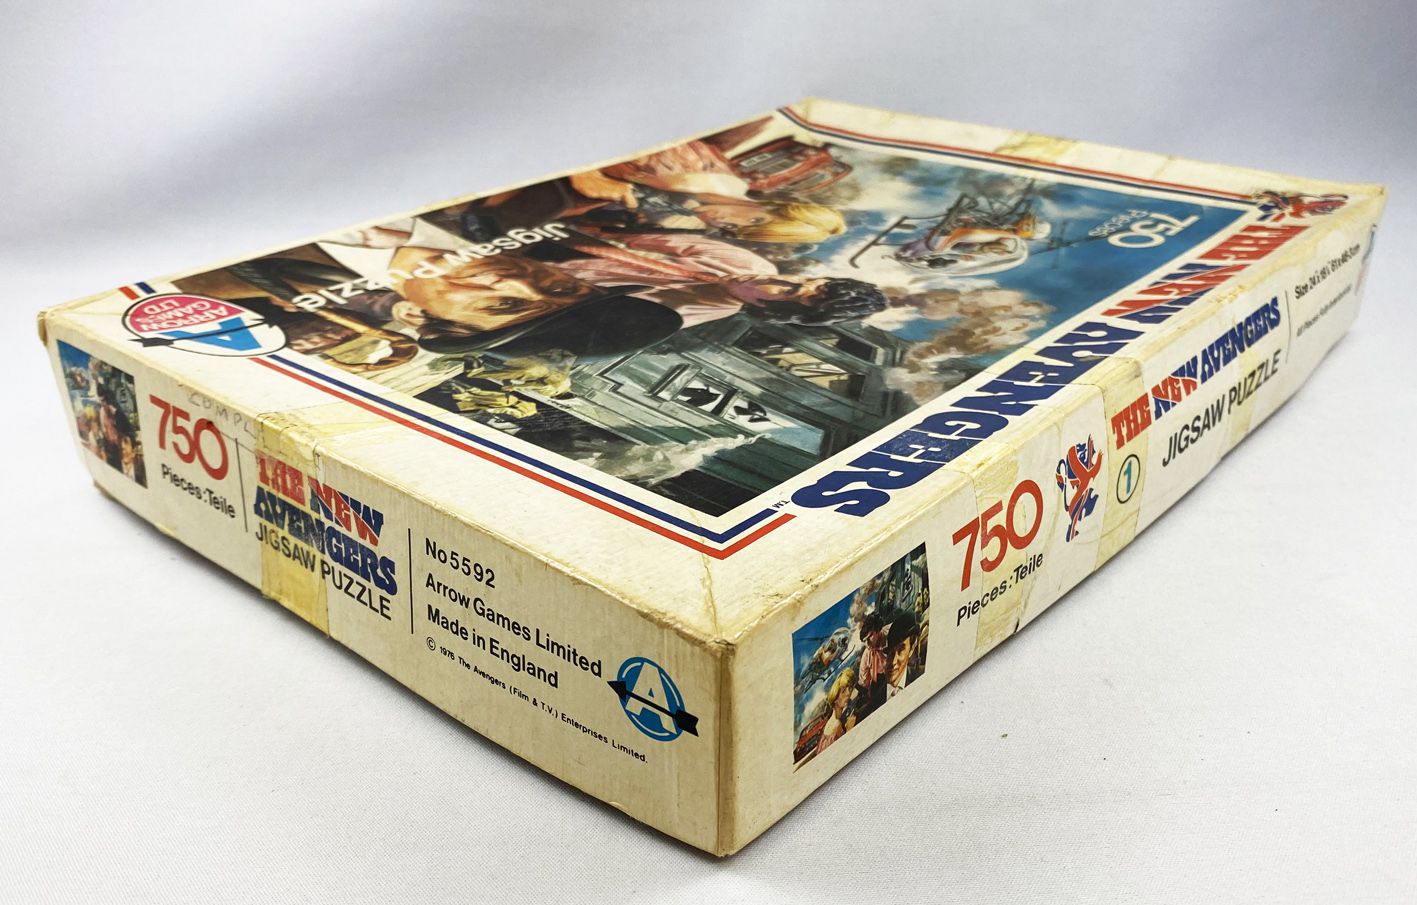 THE NEW AVENGERS
TM
750
Pieces
Jigsaw Puzzle
ARROW
GAMES
LTD
A
750
Pieces:Teile
THE NEW
AVENGERS
JIGSAW PUZZLE
No 5592
Arrow Games Limited
Made in England
© 1976 The Avengers (Film & T.V.) Enterprises Limited.
A
750
Pieces:Teile
1
THE NEW AVENGERS
JIGSAW PUZZLE